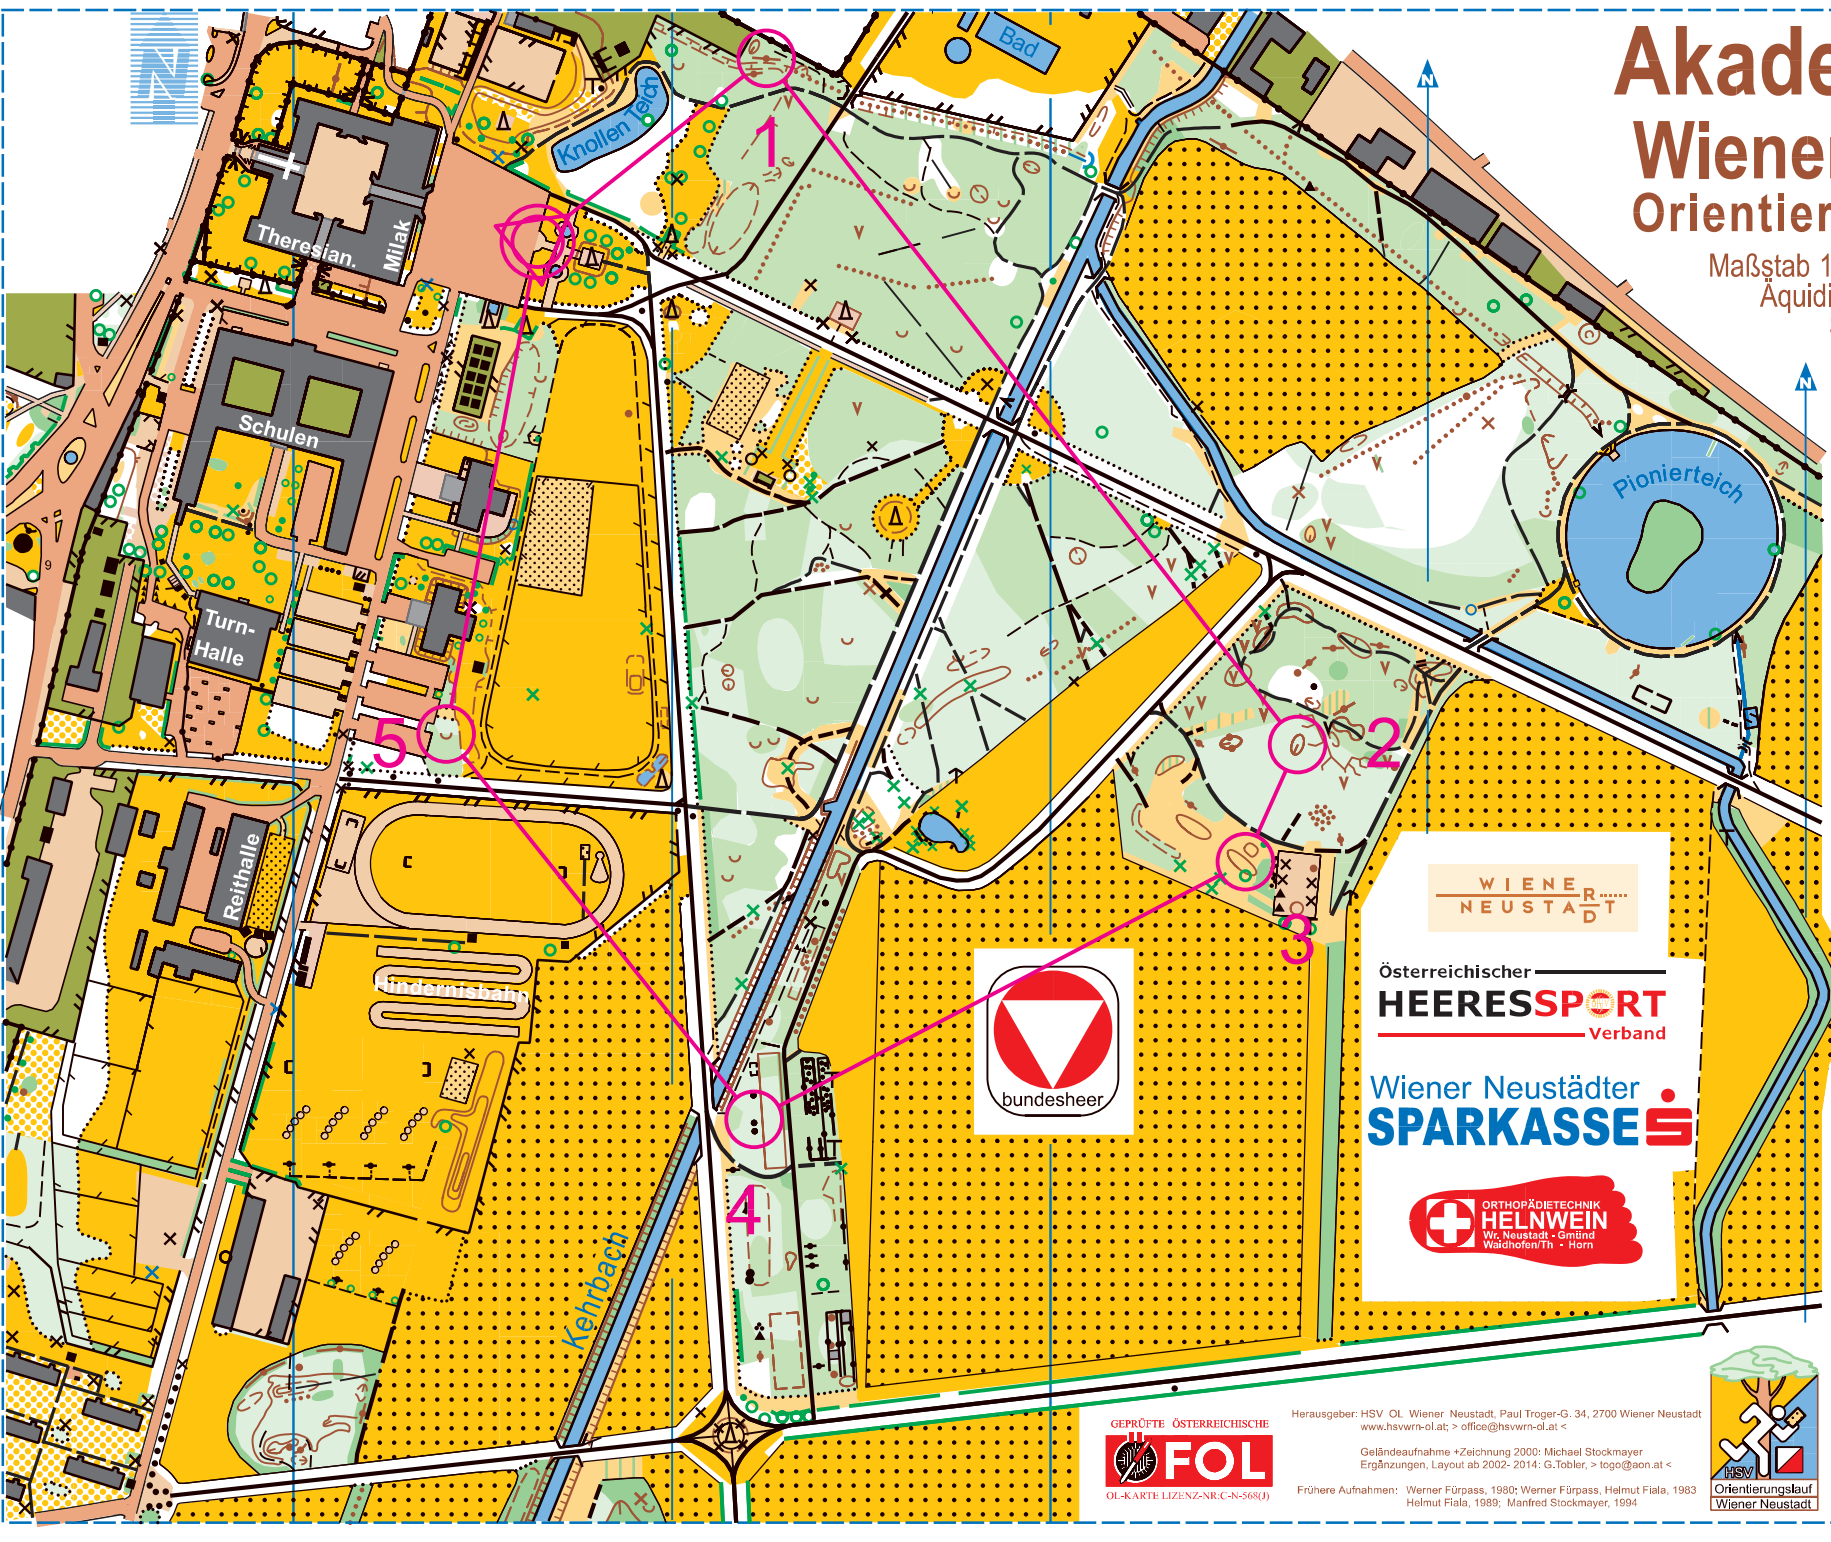 N
Akade
Wiener
Orientier
Maßstab 1
Äquidi
N
N
Bad
Knollen Teich
1
Theresian.
Milak
Schulen
Pionierteich
9
Turn-
Halle
5
2
Reithalle
3
Hindernisbahn
4
Kehrbach
bundesheer
WIENER
NEUSTADT
Österreichischer
HEERESSPORT
Verband
Wiener Neustädter
SPARKASSE
ORTHOPÄDIETECHNIK
HELNWEIN
Wr. Neustadt - Gmünd
Waidhofen/Th - Horn
GEPRÜFTE ÖSTERREICHISCHE
FOL
OL-KARTE LIZENZ-NR:C-N-568(J)
Herausgeber: HSV OL Wiener Neustadt, Paul Troger-G. 34, 2700 Wiener Neustadt
www.hsvwrn-ol.at; > office@hsvwrn-ol.at <
Geländeaufnahme +Zeichnung 2000: Michael Stockmayer
Ergänzungen, Layout ab 2002- 2014: G.Tobler, > togo@aon.at <
Frühere Aufnahmen: Werner Fürpass, 1980; Werner Fürpass, Helmut Fiala, 1983
Helmut Fiala, 1989; Manfred Stockmayer, 1994
HSV
Orientierungslauf
Wiener Neustadt